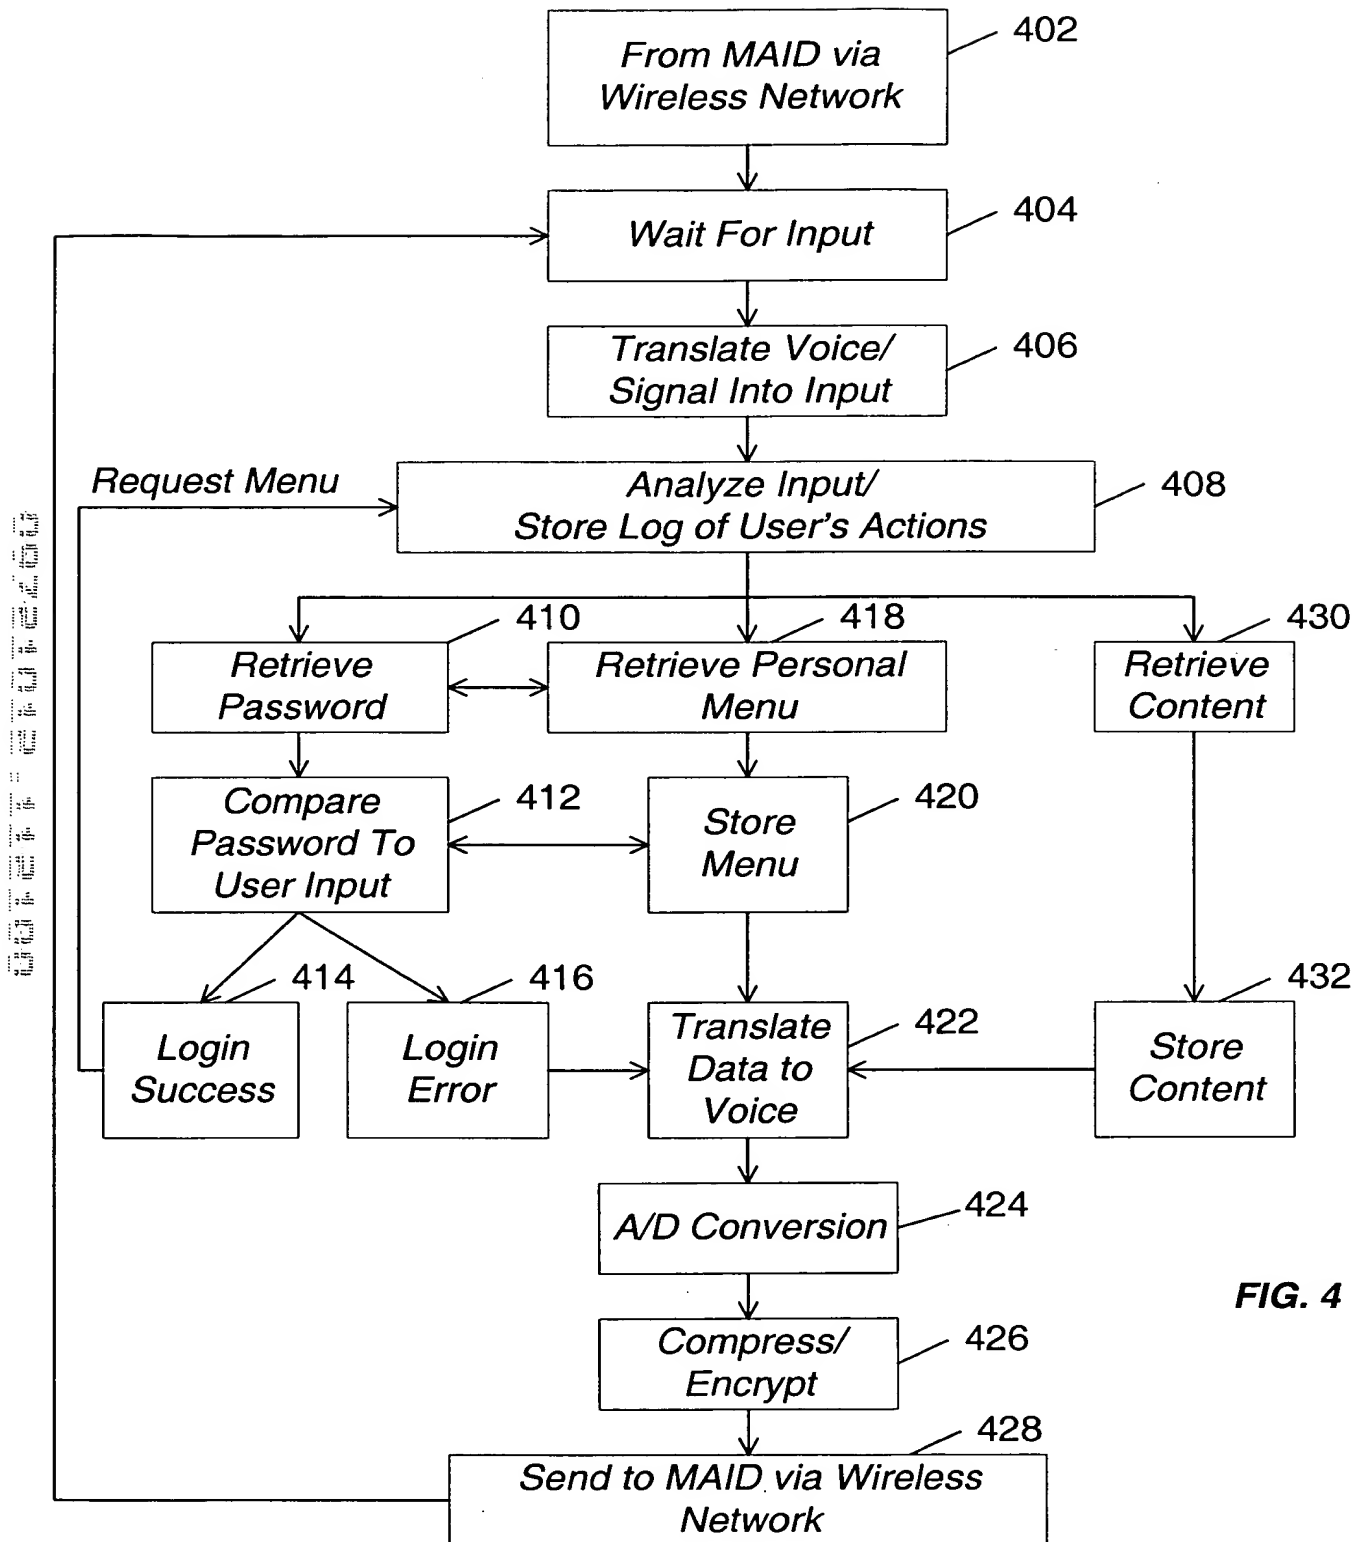 From MAID via
Wireless Network
402
Wait For Input
404
Translate Voice/
Signal Into Input
406
Request Menu
Analyze Input/
Store Log of User's Actions
408
410
Retrieve
Password
418
Retrieve Personal
Menu
430
Retrieve
Content
Compare
Password To
User Input
412
Store
Menu
420
414
Login
Success
416
Login
Error
Translate
Data to
Voice
422
432
Store
Content
A/D Conversion
424
Compress/
Encrypt
426
428
Send to MAID via Wireless
Network
FIG. 4